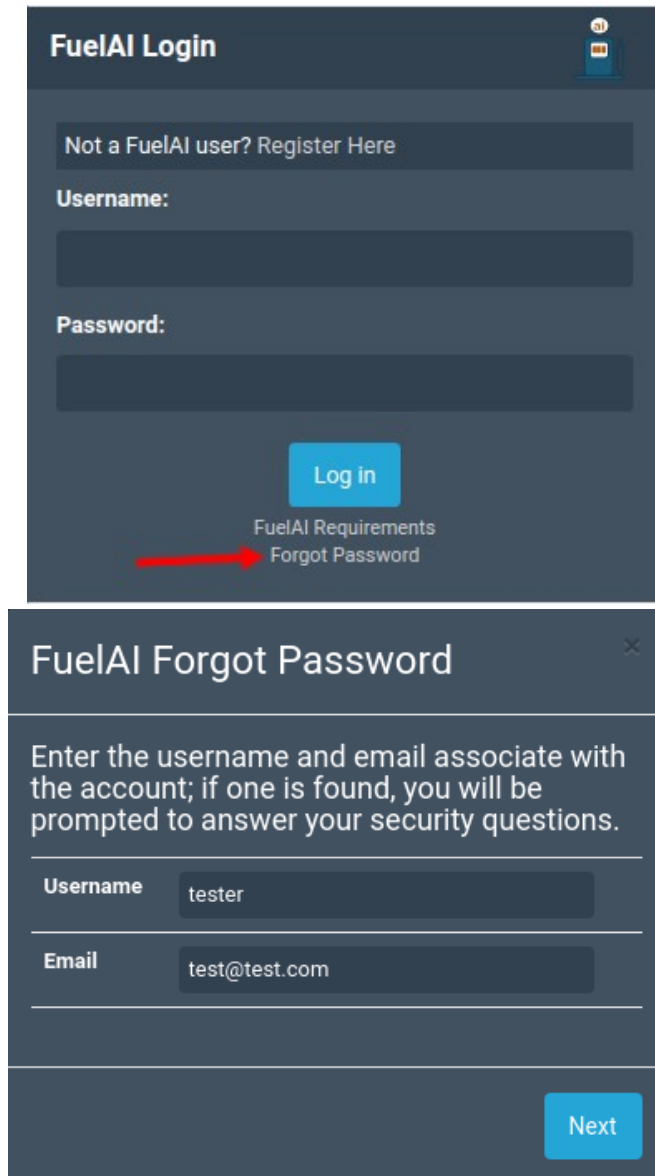 FuelAI Login
ai
Not a FuelAI user? Register Here
Username:
Password:
Log in
FuelAI Requirements
Forgot Password
FuelAI Forgot Password
×
Enter the username and email associate with
the account; if one is found, you will be
prompted to answer your security questions.
Username tester
Email test@test.com
Next